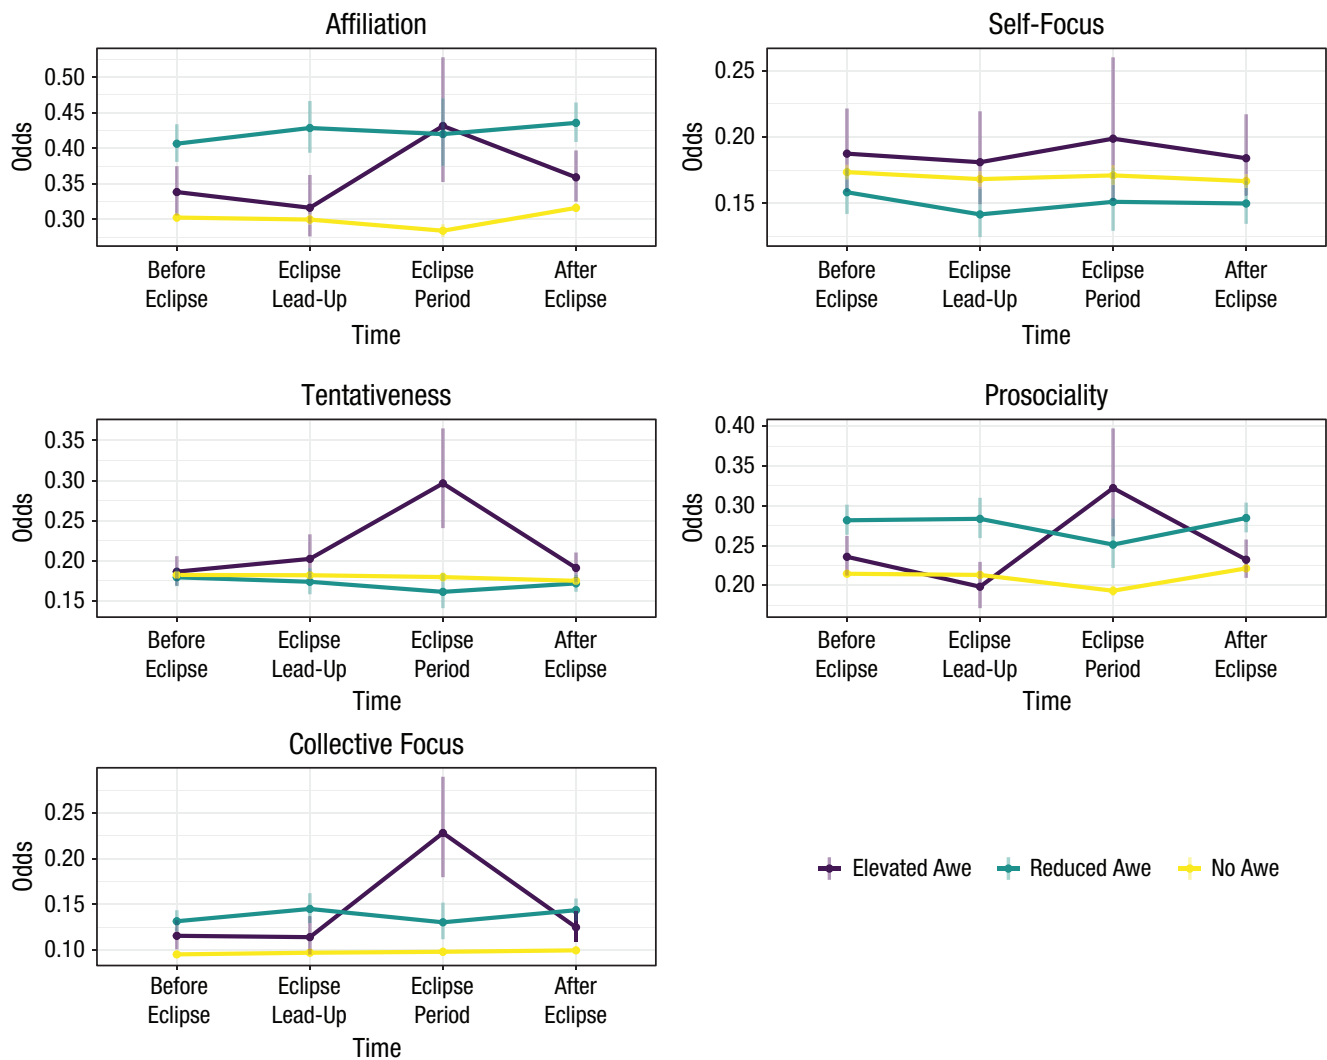 Affiliation
0.50
0.45
0.40
0.35
0.30
Odds
Before Eclipse
Eclipse Lead-Up
Eclipse Period
After Eclipse
Time
Self-Focus
0.25
0.20
0.15
Odds
Before Eclipse
Eclipse Lead-Up
Eclipse Period
After Eclipse
Time
Tentativeness
0.35
0.30
0.25
0.20
0.15
Odds
Before Eclipse
Eclipse Lead-Up
Eclipse Period
After Eclipse
Time
Prosociality
0.40
0.35
0.30
0.25
0.20
Odds
Before Eclipse
Eclipse Lead-Up
Eclipse Period
After Eclipse
Time
Collective Focus
0.25
0.20
0.15
0.10
Odds
Before Eclipse
Eclipse Lead-Up
Eclipse Period
After Eclipse
Time
Elevated Awe
Reduced Awe
No Awe